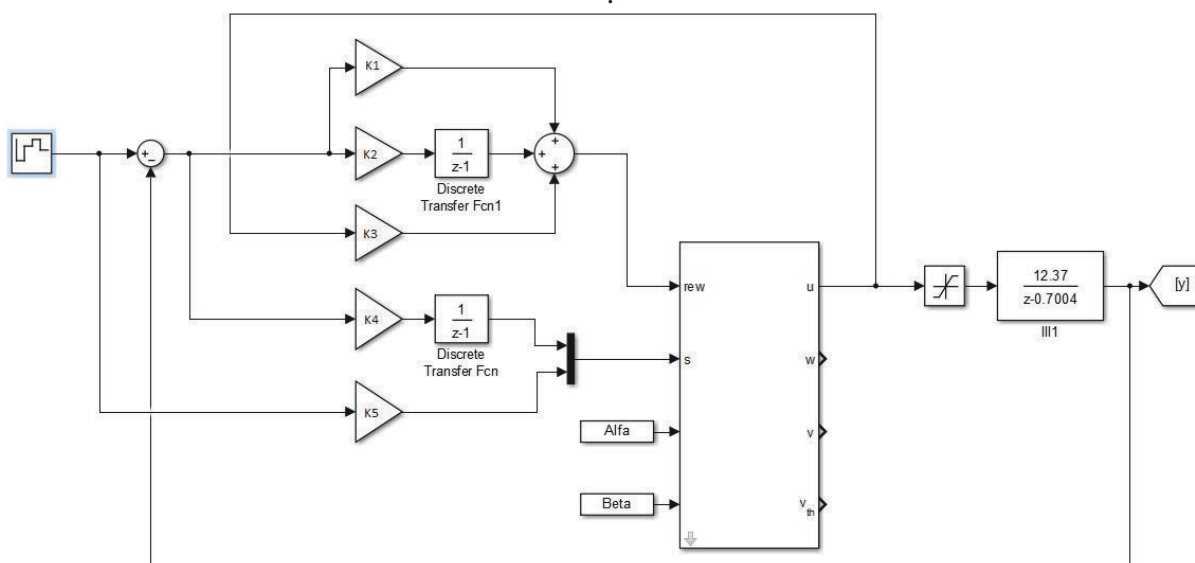 K1
K2
1
z-1
Discrete
Transfer Fcn1
+
+
+
+
-
K3
K4
1
z-1
Discrete
Transfer Fcn
K5
rew
s
Alfa
Beta
u
w
v
v th
12.37
z-0.7004
III1
[y]